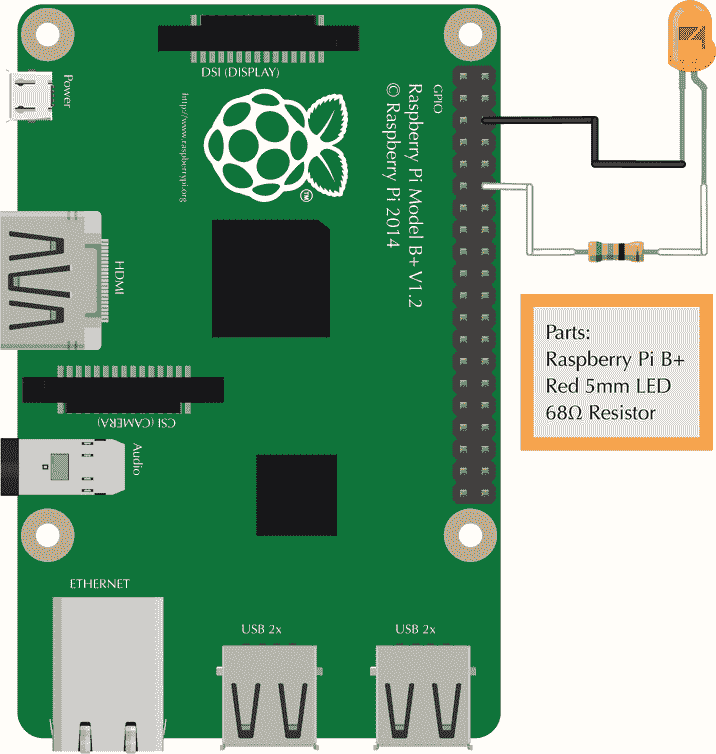 DSI (DISPLAY)
Power
http://www.raspberrypi.org
GPIO
Raspberry Pi Model B+ V1.2
© Raspberry Pi 2014
TM
HDMI
CSI (CAMERA)
Audio
ETHERNET
USB 2x
USB 2x
Parts:
Raspberry Pi B+
Red 5mm LED
68Ω Resistor